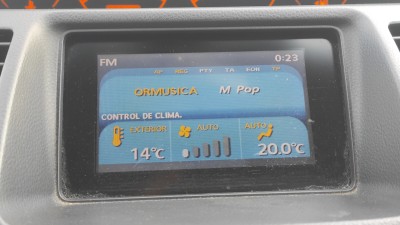 FM 0:23
AF REG PTY TA TP
ORMUSICA M Pop
CONTROL DE CLIMA.
EXTERIOR AUTO AUTO
14°C 20.0°C